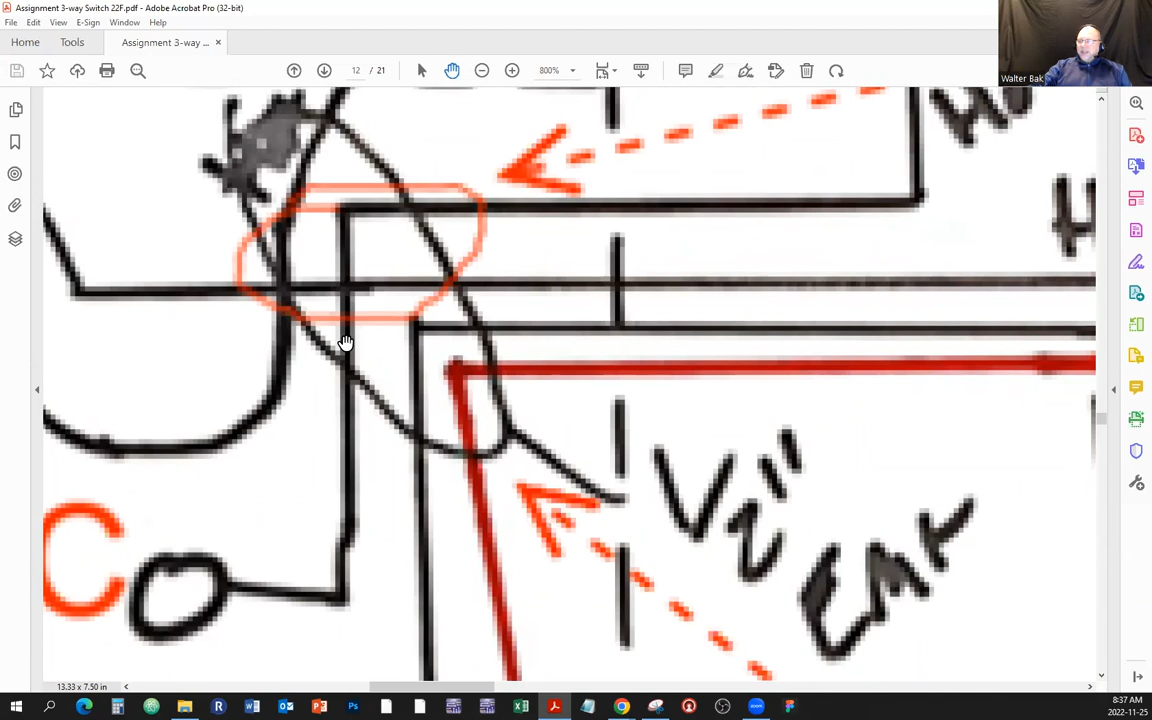 Assignment 3-way Switch 22F.pdf - Adobe Acrobat Pro (32-bit)
File Edit View E-Sign Window Help
Home Tools Assignment 3-way ... ×
12 / 21 800%
Walter Bak
C
1/2"
EMT
13.33 x 7.50 in
8:37 AM
2022-11-25